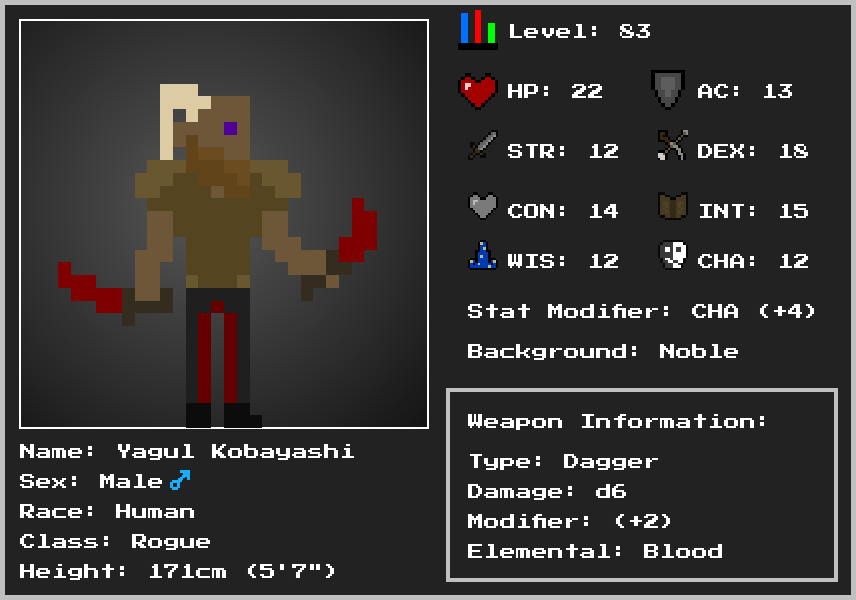 Level: 83
HP: 22
AC: 13
STR: 12
DEX: 18
CON: 14
INT: 15
WIS: 12
CHA: 12
Stat Modifier: CHA (+4)
Background: Noble
Weapon Information:
Type: Dagger
Damage: d6
Modifier: (+2)
Elemental: Blood
Name: Yagul Kobayashi
Sex: Male ♂
Race: Human
Class: Rogue
Height: 171cm (5'7")